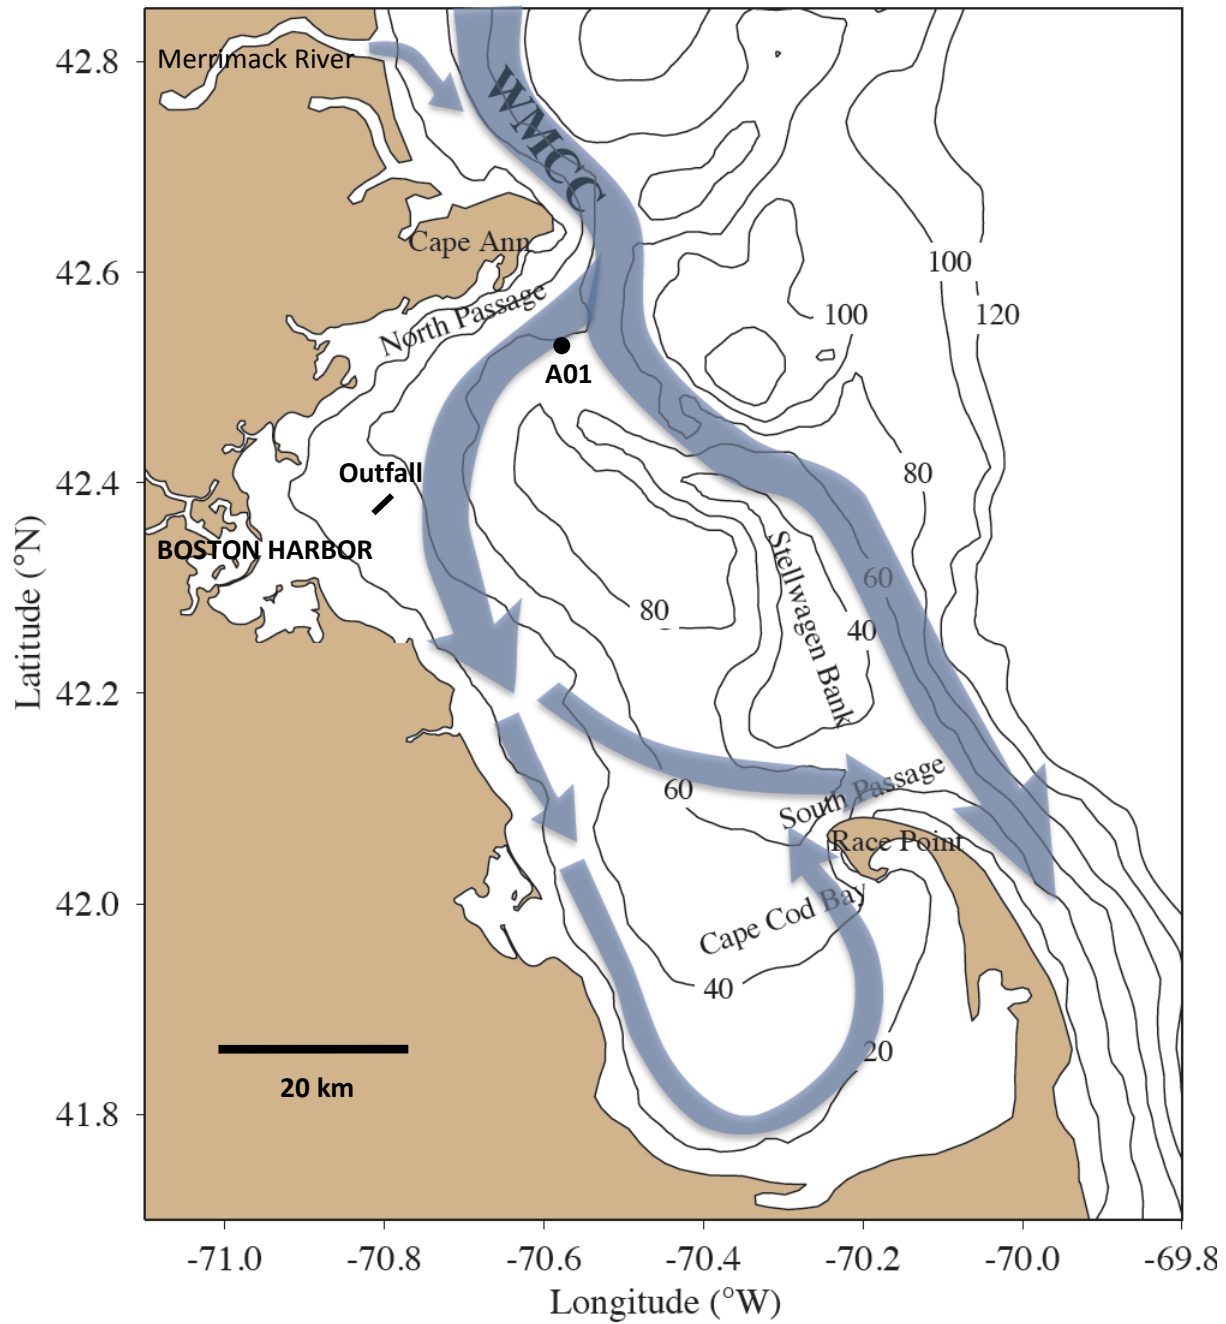 42.8
42.6
42.4
42.2
42.0
41.8
Latitude (°N)
Merrimack River
WMCC
Cape Ann
North Passage
100
100
120
A01
Outfall
80
BOSTON HARBOR
Stellwagen Bank
60
80
40
South Passage
60
Race Point
Cape Cod Bay
40
20
20 km
-71.0
-70.8
-70.6
-70.4
-70.2
-70.0
-69.8
Longitude (°W)